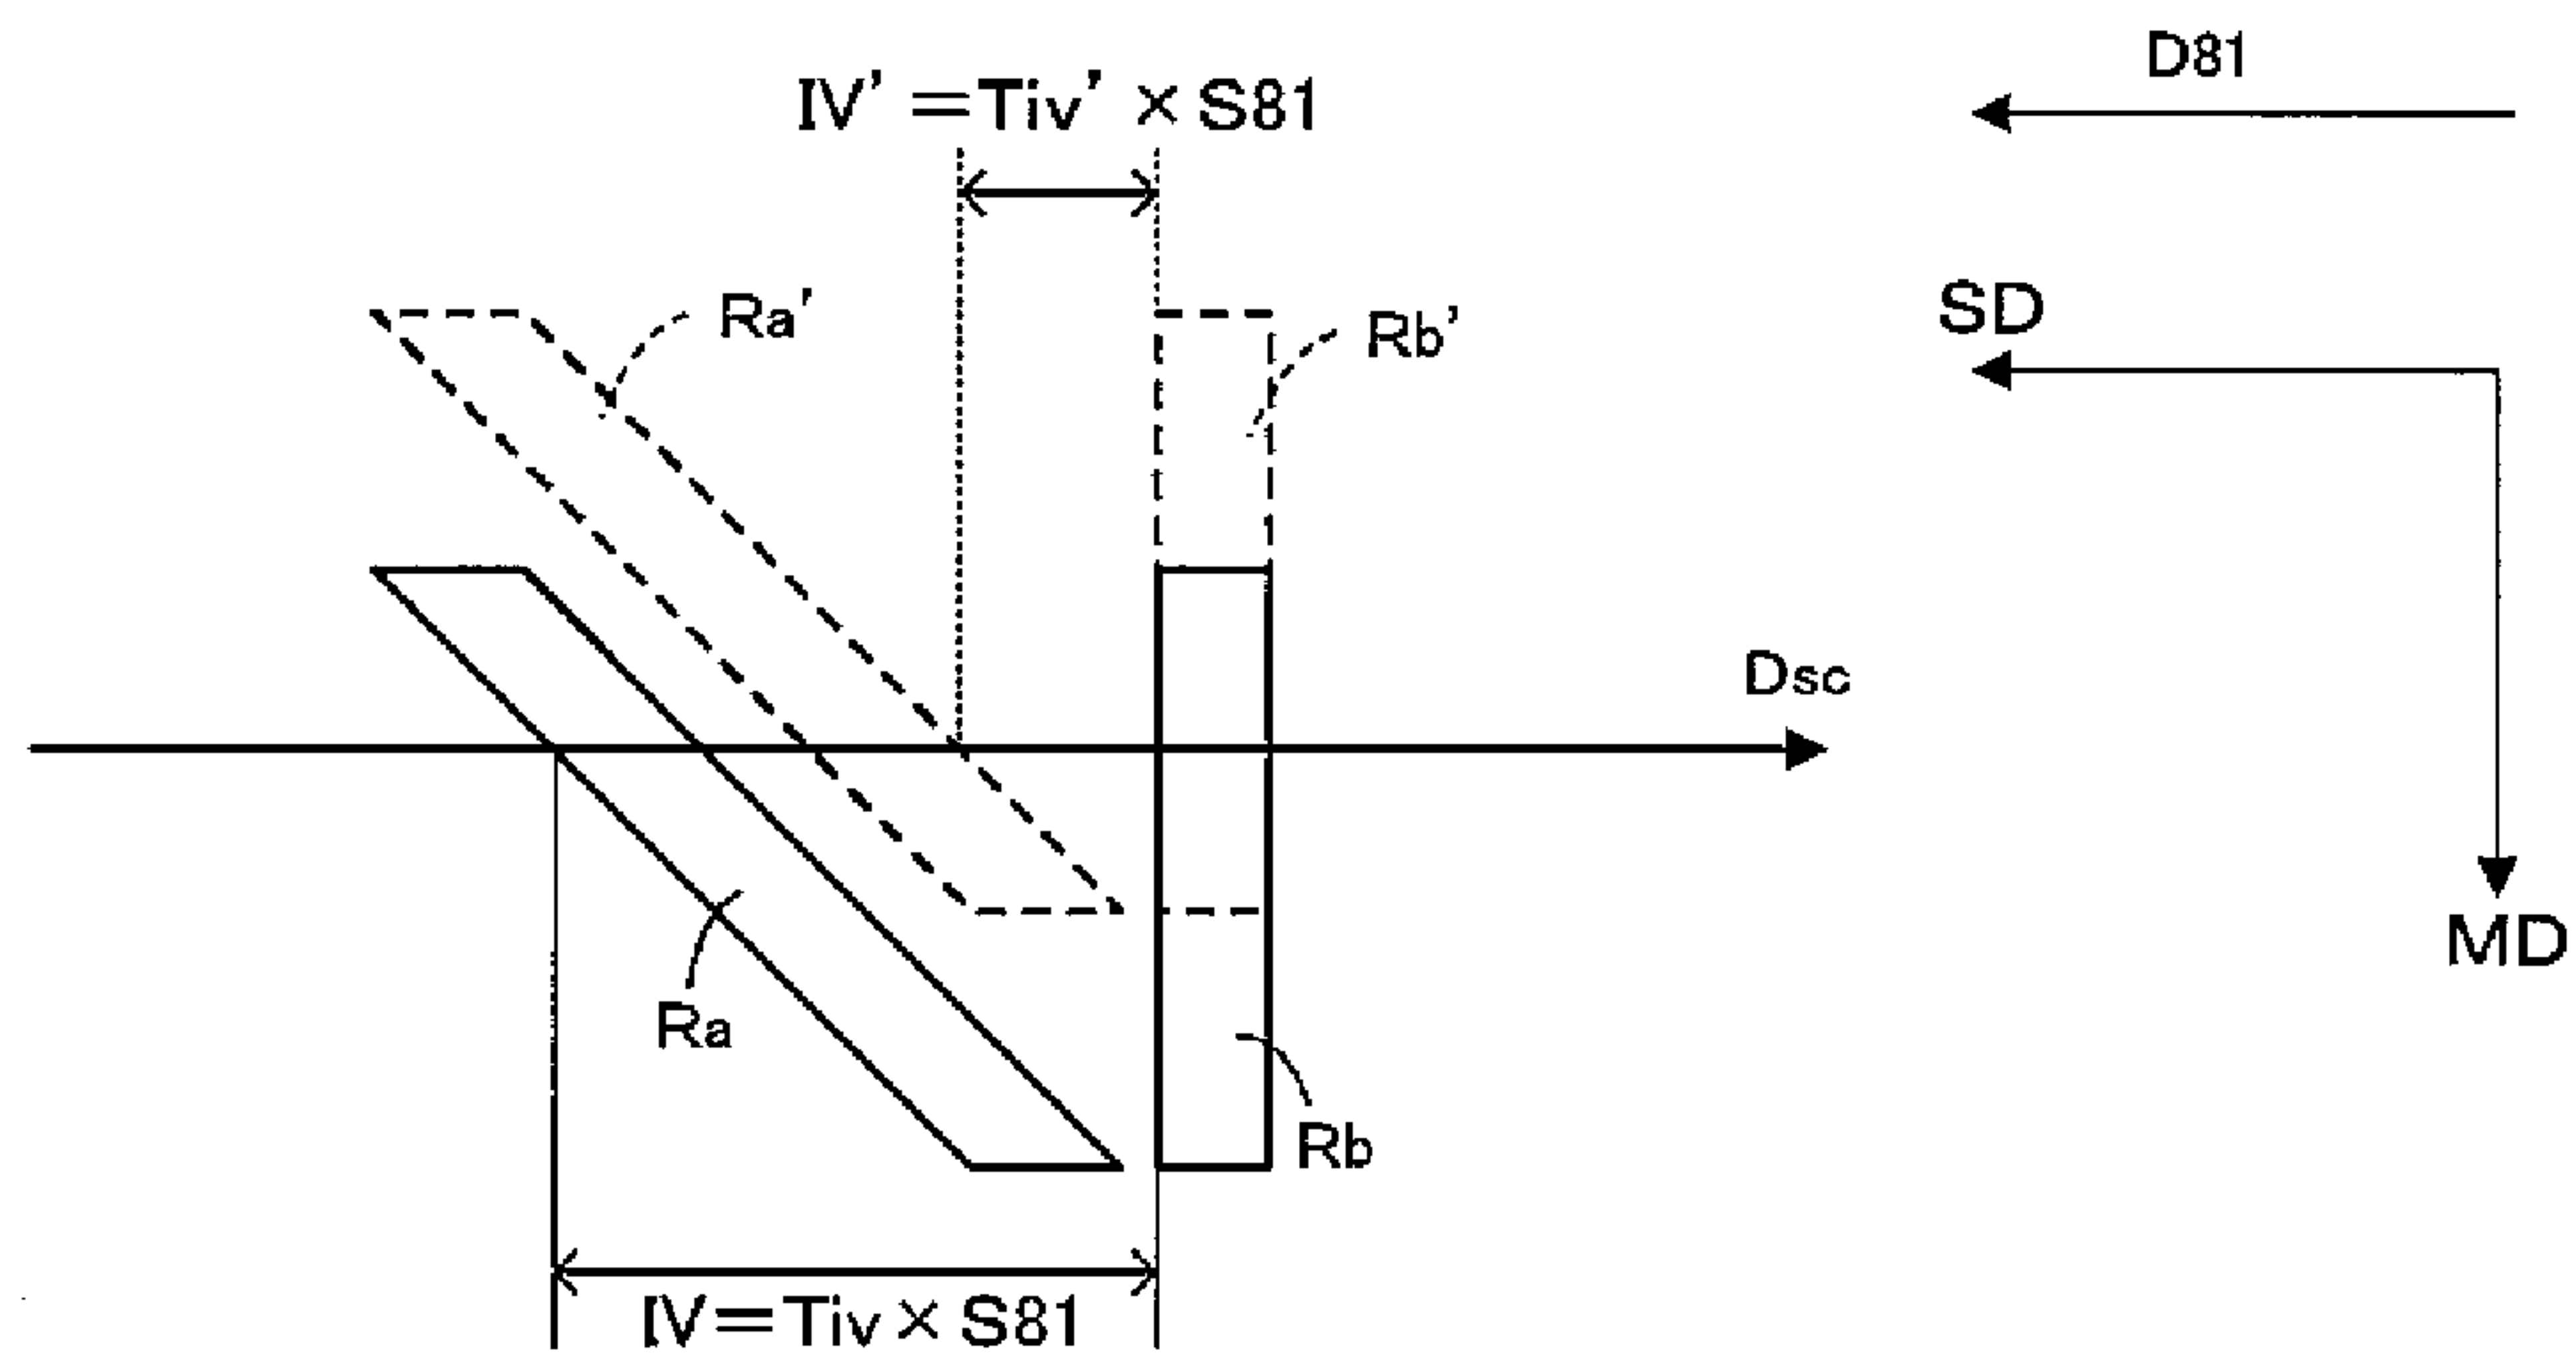 D81
IV’＝Tiv’×S81
Ra’
Rb’
SD
Dsc
MD
Ra
Rb
IV＝Tiv×S81